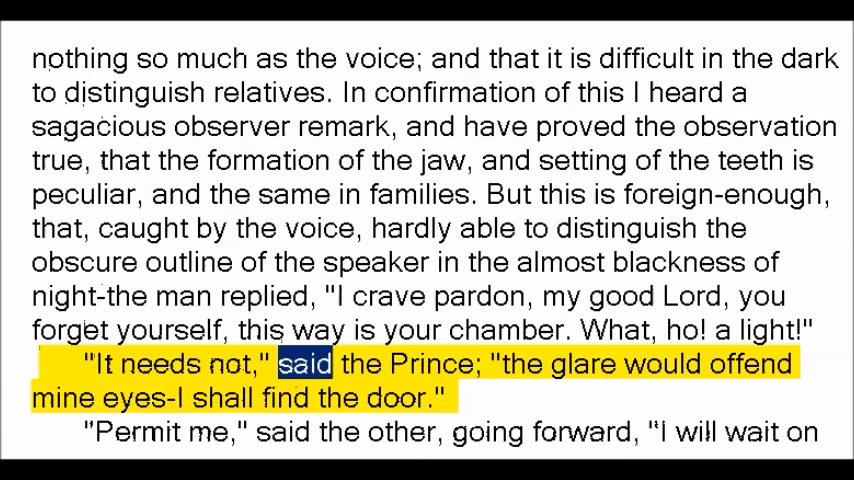 nothing so much as the voice; and that it is difficult in the dark
to distinguish relatives. In confirmation of this I heard a
sagacious observer remark, and have proved the observation
true, that the formation of the jaw, and setting of the teeth is
peculiar, and the same in families. But this is foreign-enough,
that, caught by the voice, hardly able to distinguish the
obscure outline of the speaker in the almost blackness of
night-the man replied, "I crave pardon, my good Lord, you
forget yourself, this way is your chamber. What, ho! a light!"
"It needs not," said the Prince; "the glare would offend
mine eyes-I shall find the door."
"Permit me," said the other, going forward, "I will wait on